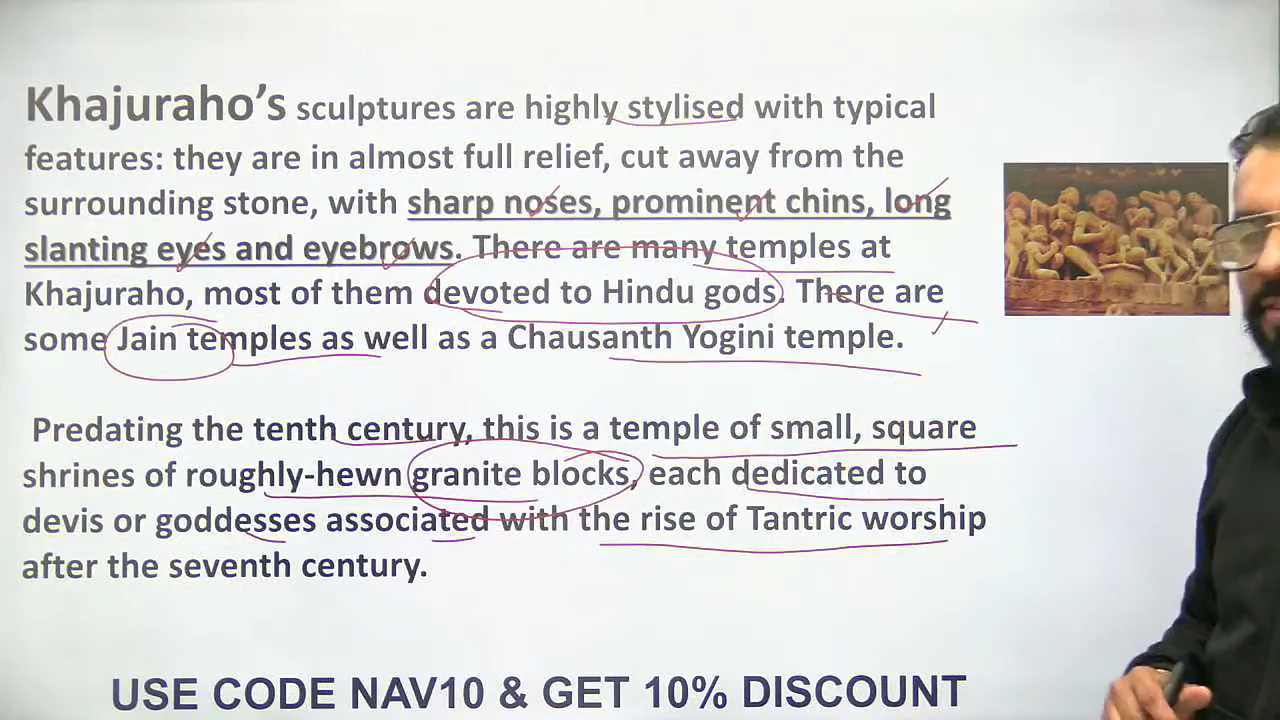 Khajuraho’s sculptures are highly stylised with typical
features: they are in almost full relief, cut away from the
surrounding stone, with sharp noses, prominent chins, long
slanting eyes and eyebrows. There are many temples at
Khajuraho, most of them devoted to Hindu gods. There are
some Jain temples as well as a Chausanth Yogini temple.
Predating the tenth century, this is a temple of small, square
shrines of roughly-hewn granite blocks, each dedicated to
devis or goddesses associated with the rise of Tantric worship
after the seventh century.
USE CODE NAV10 & GET 10% DISCOUNT